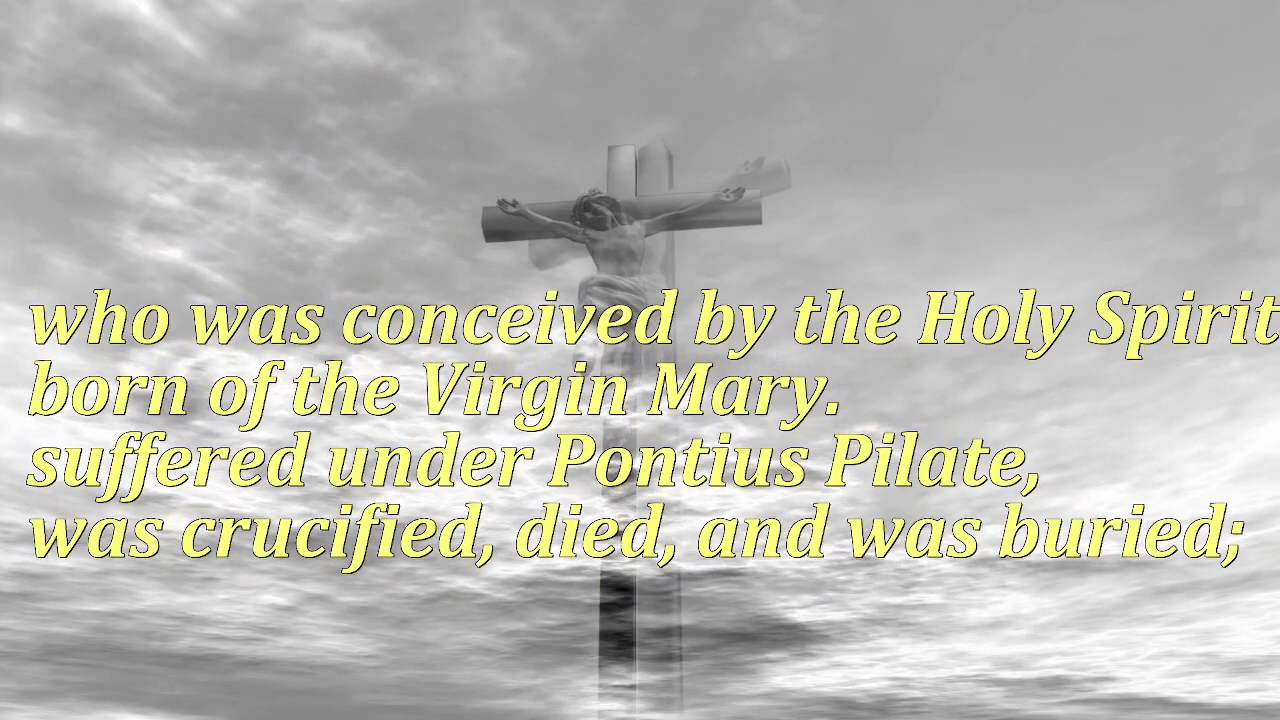 who was conceived by the Holy Spirit
born of the Virgin Mary.
suffered under Pontius Pilate,
was crucified, died, and was buried;